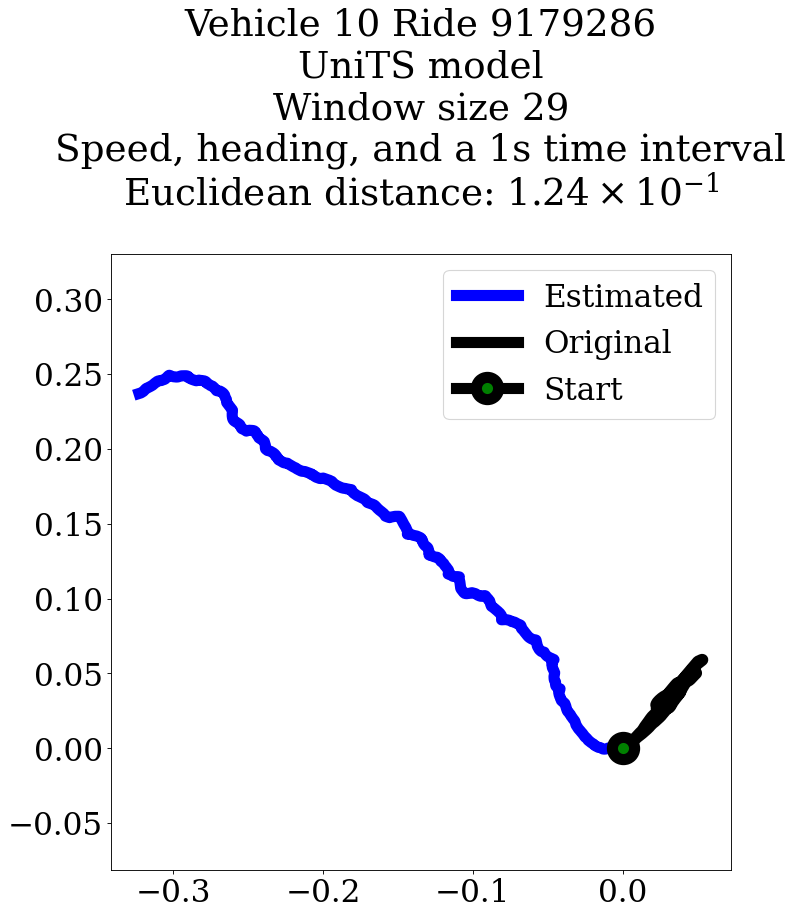 Vehicle 10 Ride 9179286
UniTS model
Window size 29
Speed, heading, and a 1s time interval
Euclidean distance: 1.24 × 10⁻¹
Estimated
Original
Start
0.30
0.25
0.20
0.15
0.10
0.05
0.00
−0.05
−0.3 −0.2 −0.1 0.0